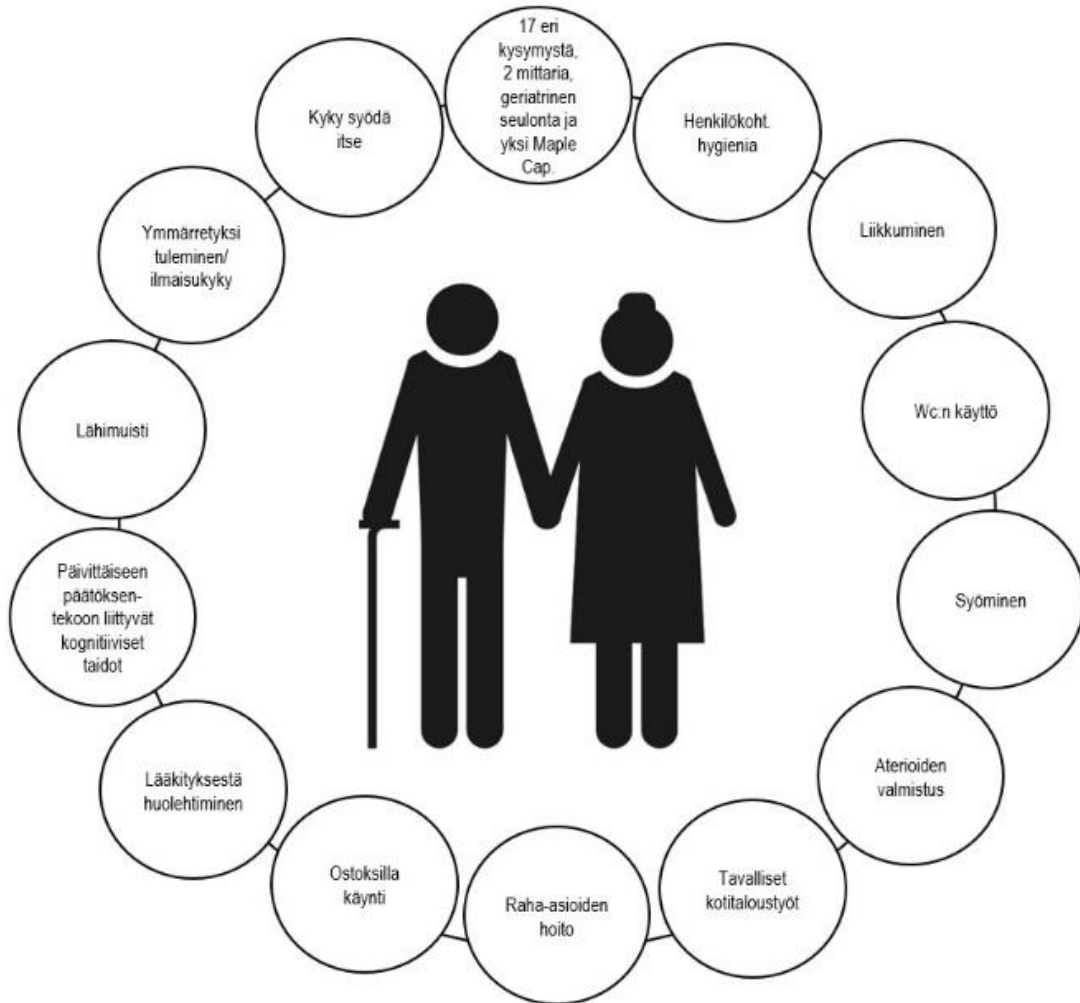 17 eri
kysymystä,
2 mittaria,
geriatrinen
seulonta ja
yksi Maple
Cap.
Henkilökoht.
hygienia
Liikkuminen
Wc:n käyttö
Syöminen
Aterioiden
valmistus
Tavalliset
kotitaloustyöt
Raha-asioiden
hoito
Ostoksilla
käynti
Lääkityksestä
huolehtiminen
Päivittäiseen
päätöksen-
tekoon liittyvät
kognitiiviset
taidot
Lähimuisti
Ymmärretyksi
tuleminen/
ilmaisukyky
Kyky syödä
itse